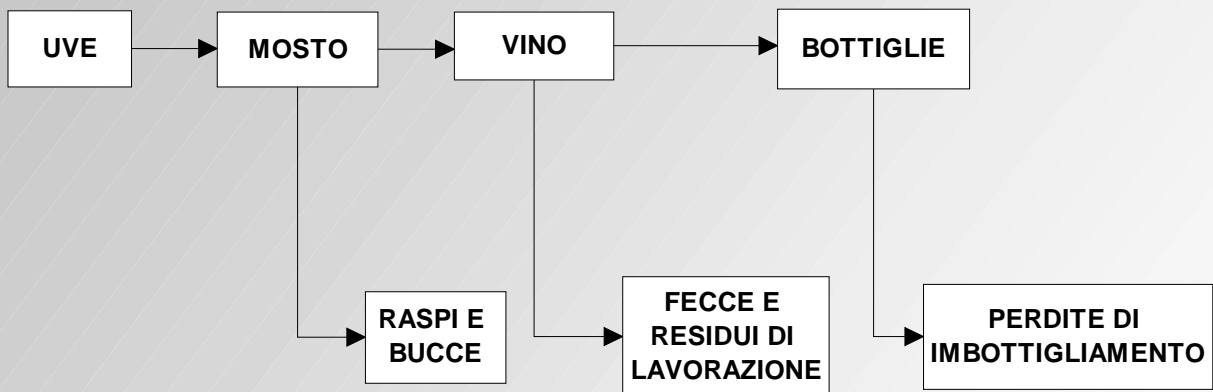 UVE
MOSTO
VINO
BOTTIGLIE
RASPI E
BUCCE
FECCE E
RESIDUI DI
LAVORAZIONE
PERDITE DI
IMBOTTIGLIAMENTO